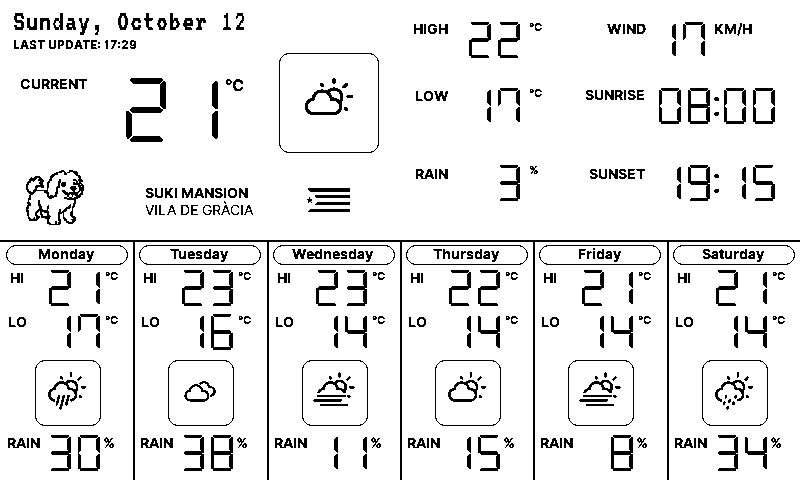 Sunday, October 12
LAST UPDATE: 17:29
CURRENT 21°C
SUKI MANSION
VILA DE GRÀCIA
HIGH 22°C
LOW 17°C
RAIN 3%
WIND 17 KM/H
SUNRISE 08:00
SUNSET 19:15
Monday
HI 21°C
LO 17°C
RAIN 30%
Tuesday
HI 23°C
LO 16°C
RAIN 38%
Wednesday
HI 23°C
LO 14°C
RAIN 11%
Thursday
HI 22°C
LO 14°C
RAIN 15%
Friday
HI 21°C
LO 14°C
RAIN 8%
Saturday
HI 21°C
LO 14°C
RAIN 34%